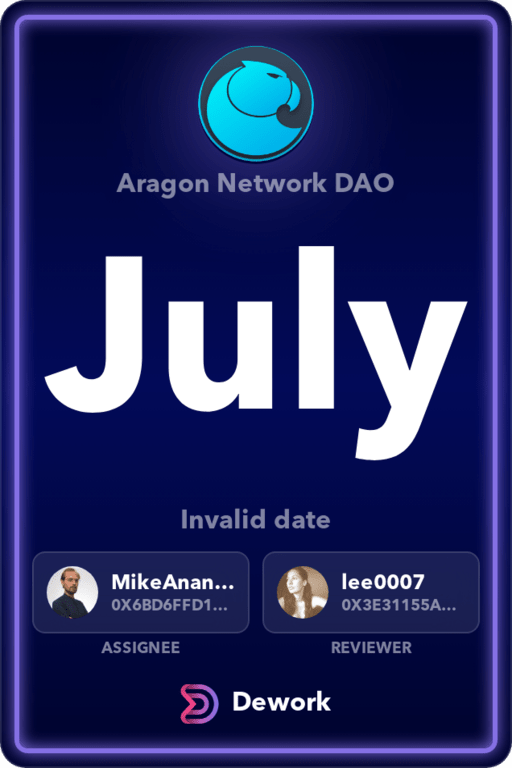 Aragon Network DAO
July
Invalid date
MikeAnan...
0X6BD6FFD1...
ASSIGNEE
lee0007
0X3E31155A...
REVIEWER
Dework